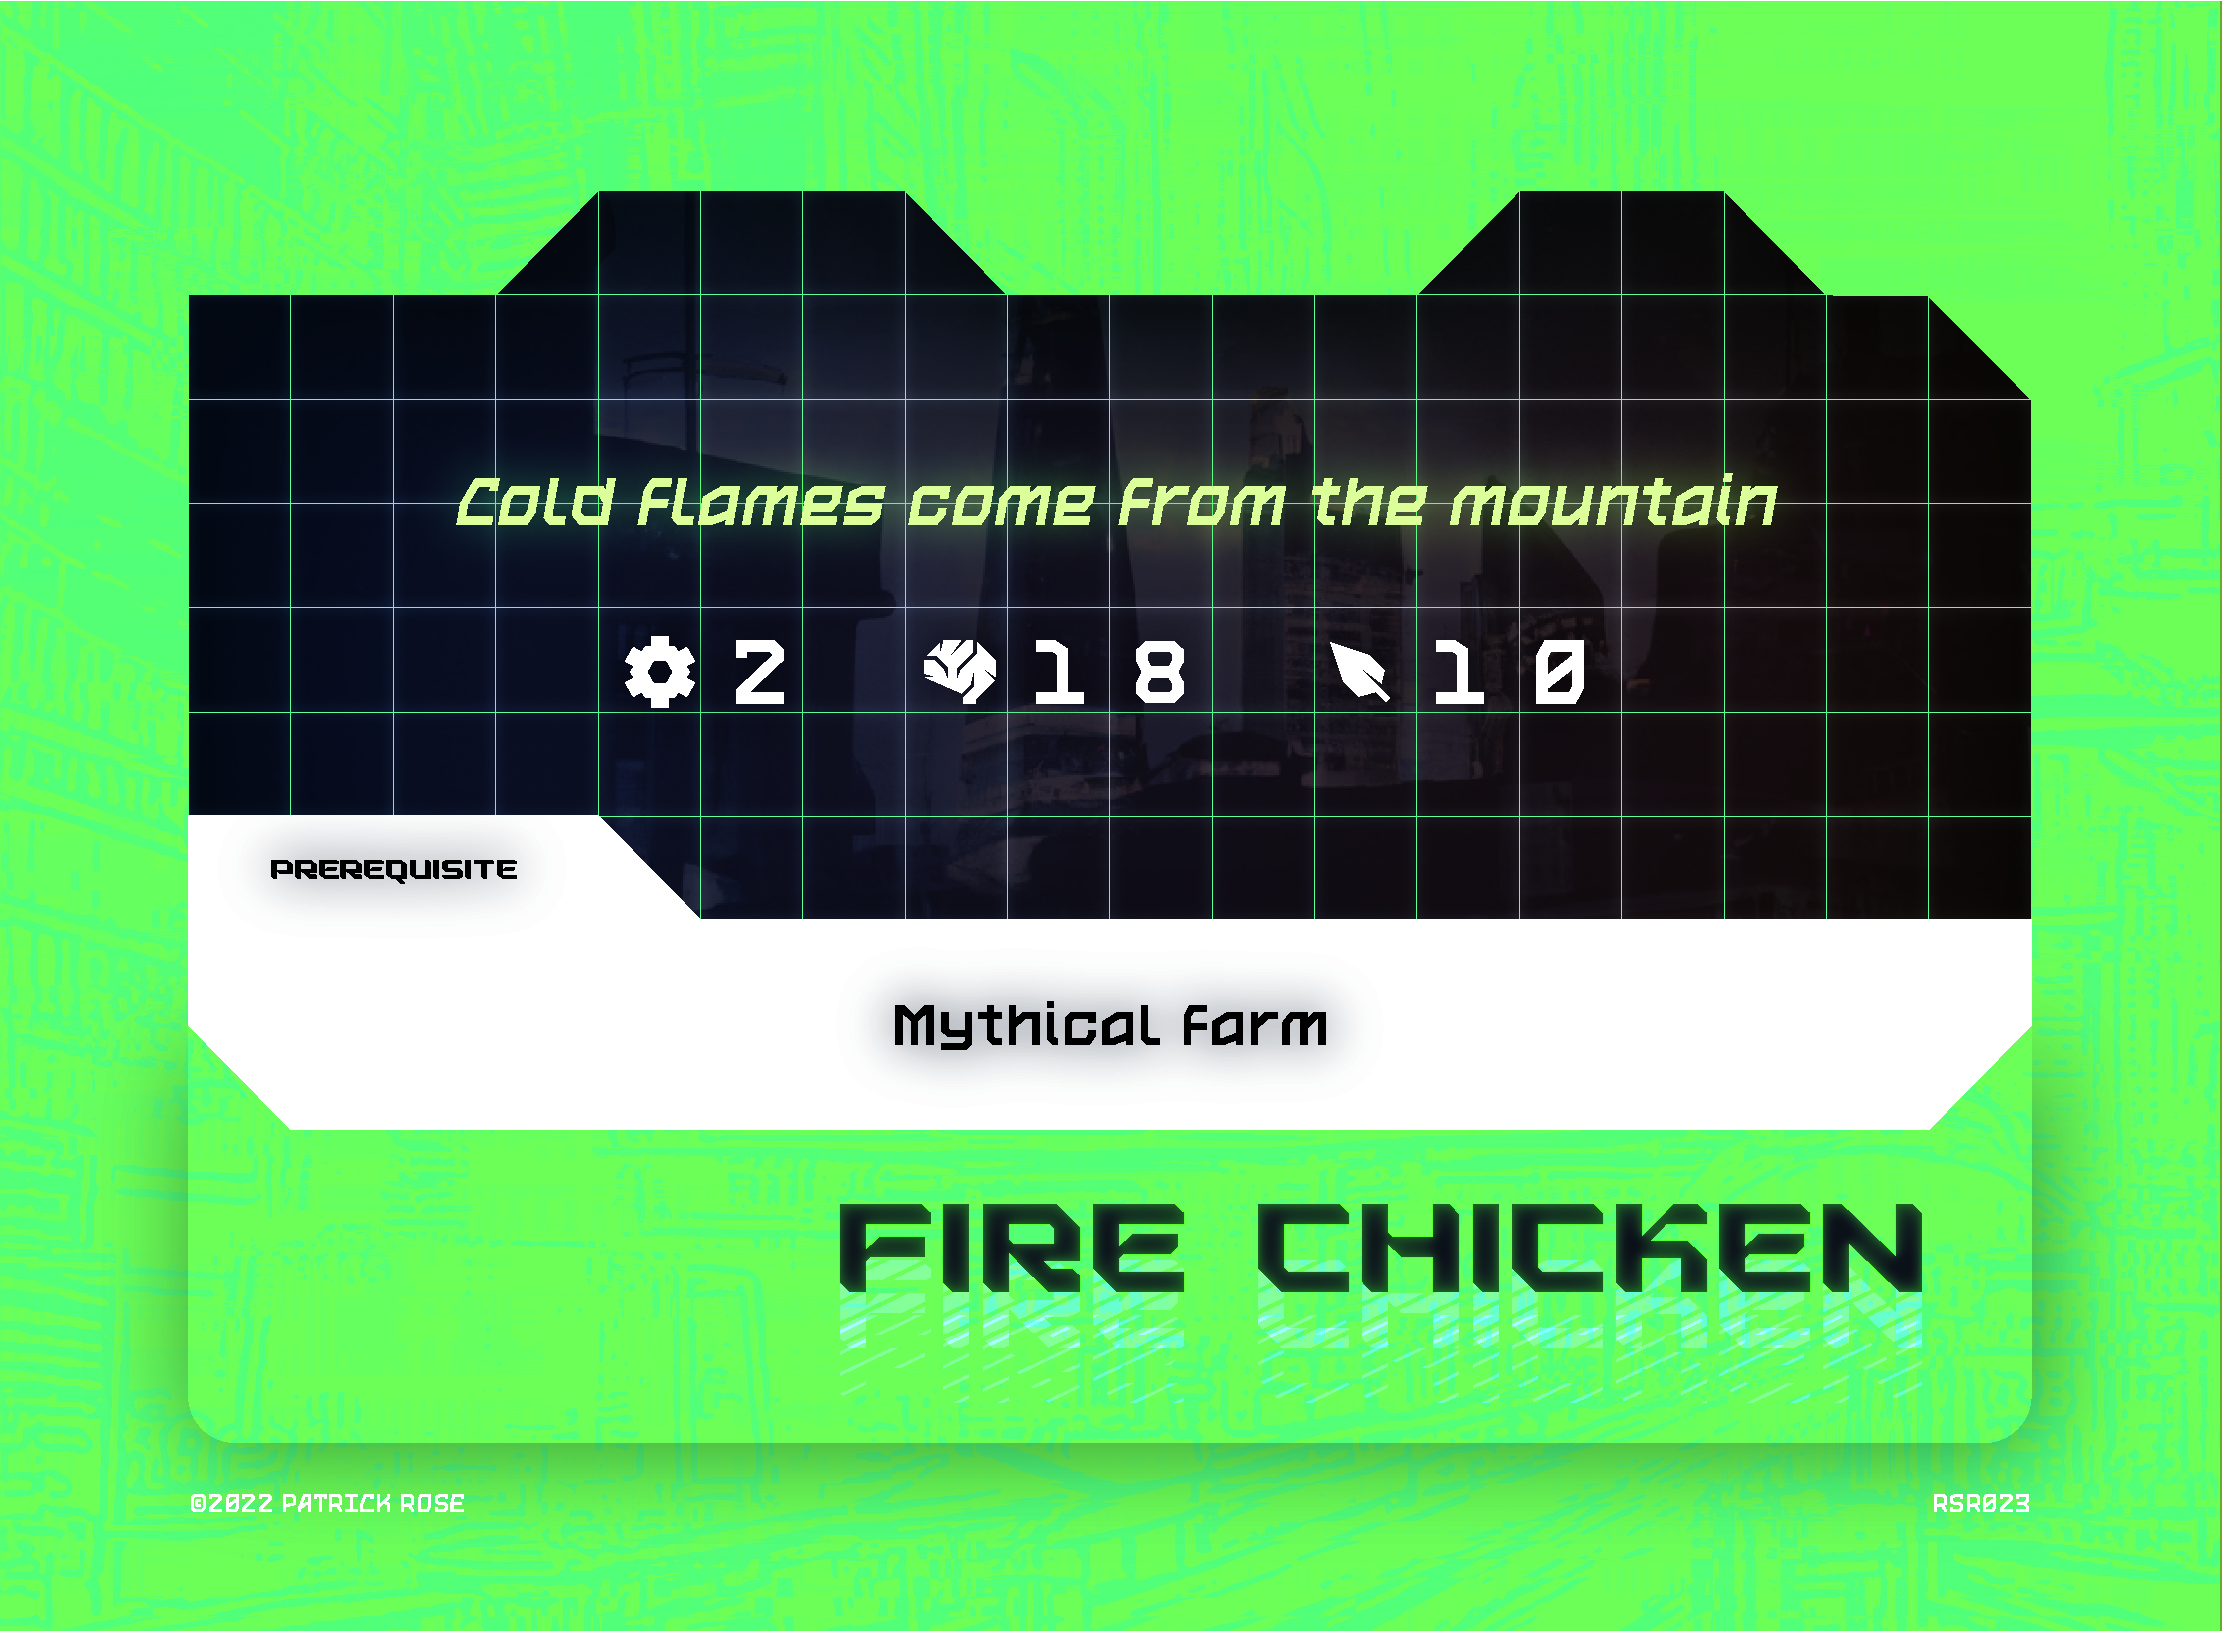 Cold flames come from the mountain
2 18 10
PREREQUISITE
Mythical Farm
FIRE CHICKEN
©2022 PATRICK ROSE
RSR023